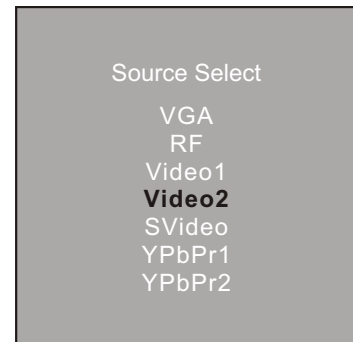 Source Select
VGA
RF
Video1
Video2
SVideo
YPbPr1
YPbPr2